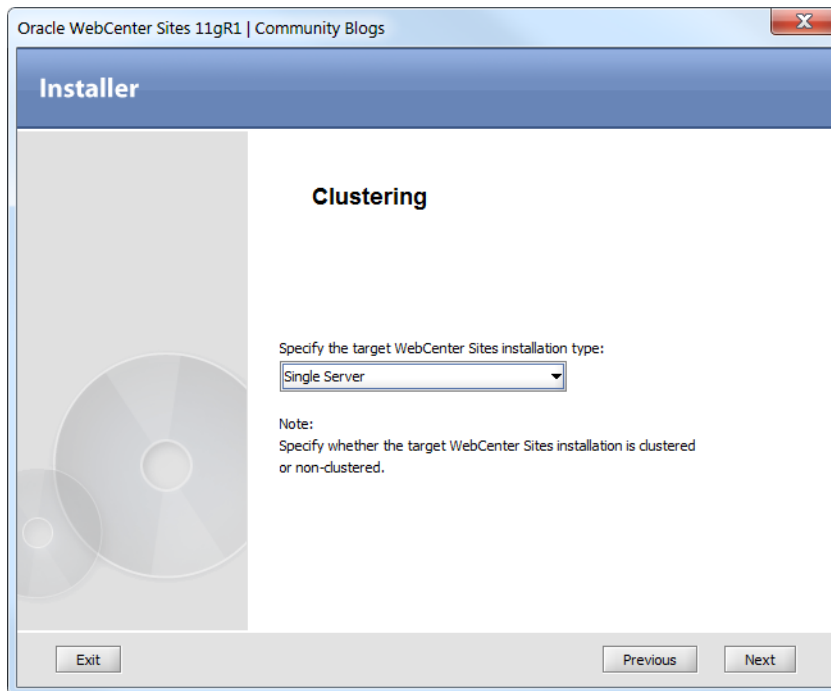 Oracle WebCenter Sites 11gR1 | Community Blogs
Installer
Clustering
Specify the target WebCenter Sites installation type:
Single Server
Note:
Specify whether the target WebCenter Sites installation is clustered
or non-clustered.
Exit
Previous
Next